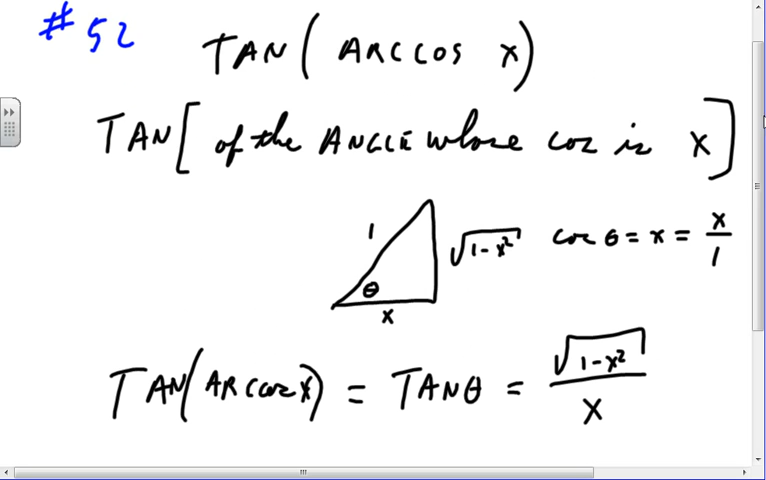 # 52
TAN( ARCCOS x)
TAN[ of the ANGLE whose cos is x ]
1
√1-x²
cos θ = x = x/1
θ
x
TAN(ARCcos x) = TANθ = √1-x²/x